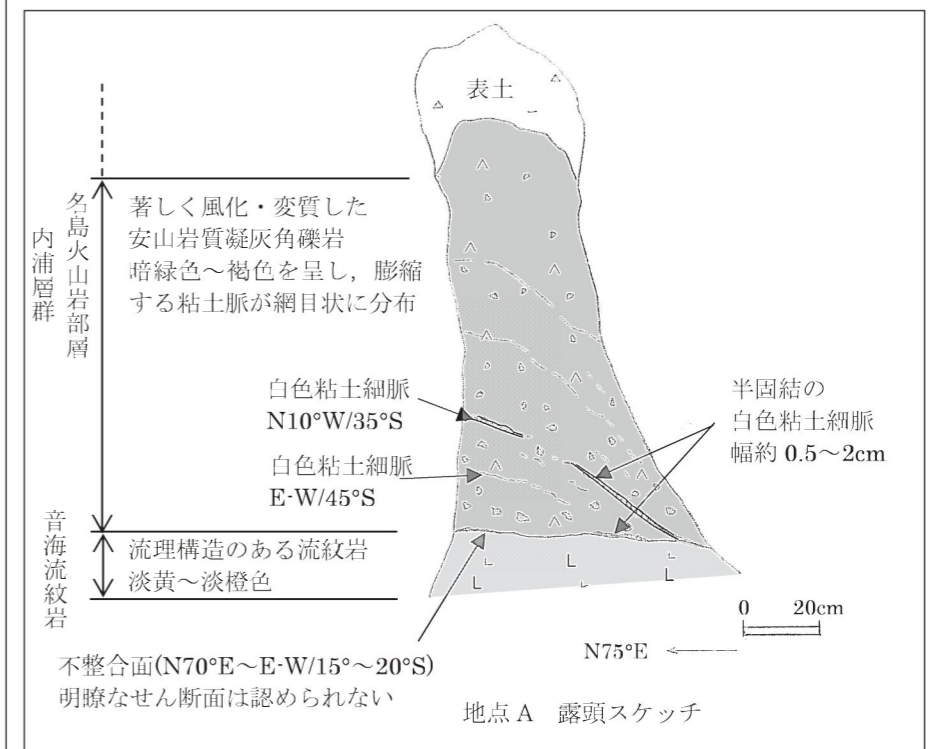 表土
内浦層群
名島火山岩部層
著しく風化・変質した
安山岩質凝灰角礫岩
暗緑色～褐色を呈し，膨縮
する粘土脈が網目状に分布
白色粘土細脈
N10°W/35°S
半固結の
白色粘土細脈
幅約 0.5～2cm
白色粘土細脈
E-W/45°S
音海流紋岩
流理構造のある流紋岩
淡黄～淡橙色
0 20cm
N75°E
不整合面(N70°E～E-W/15°～20°S)
明瞭なせん断面は認められない
地点 A 露頭スケッチ